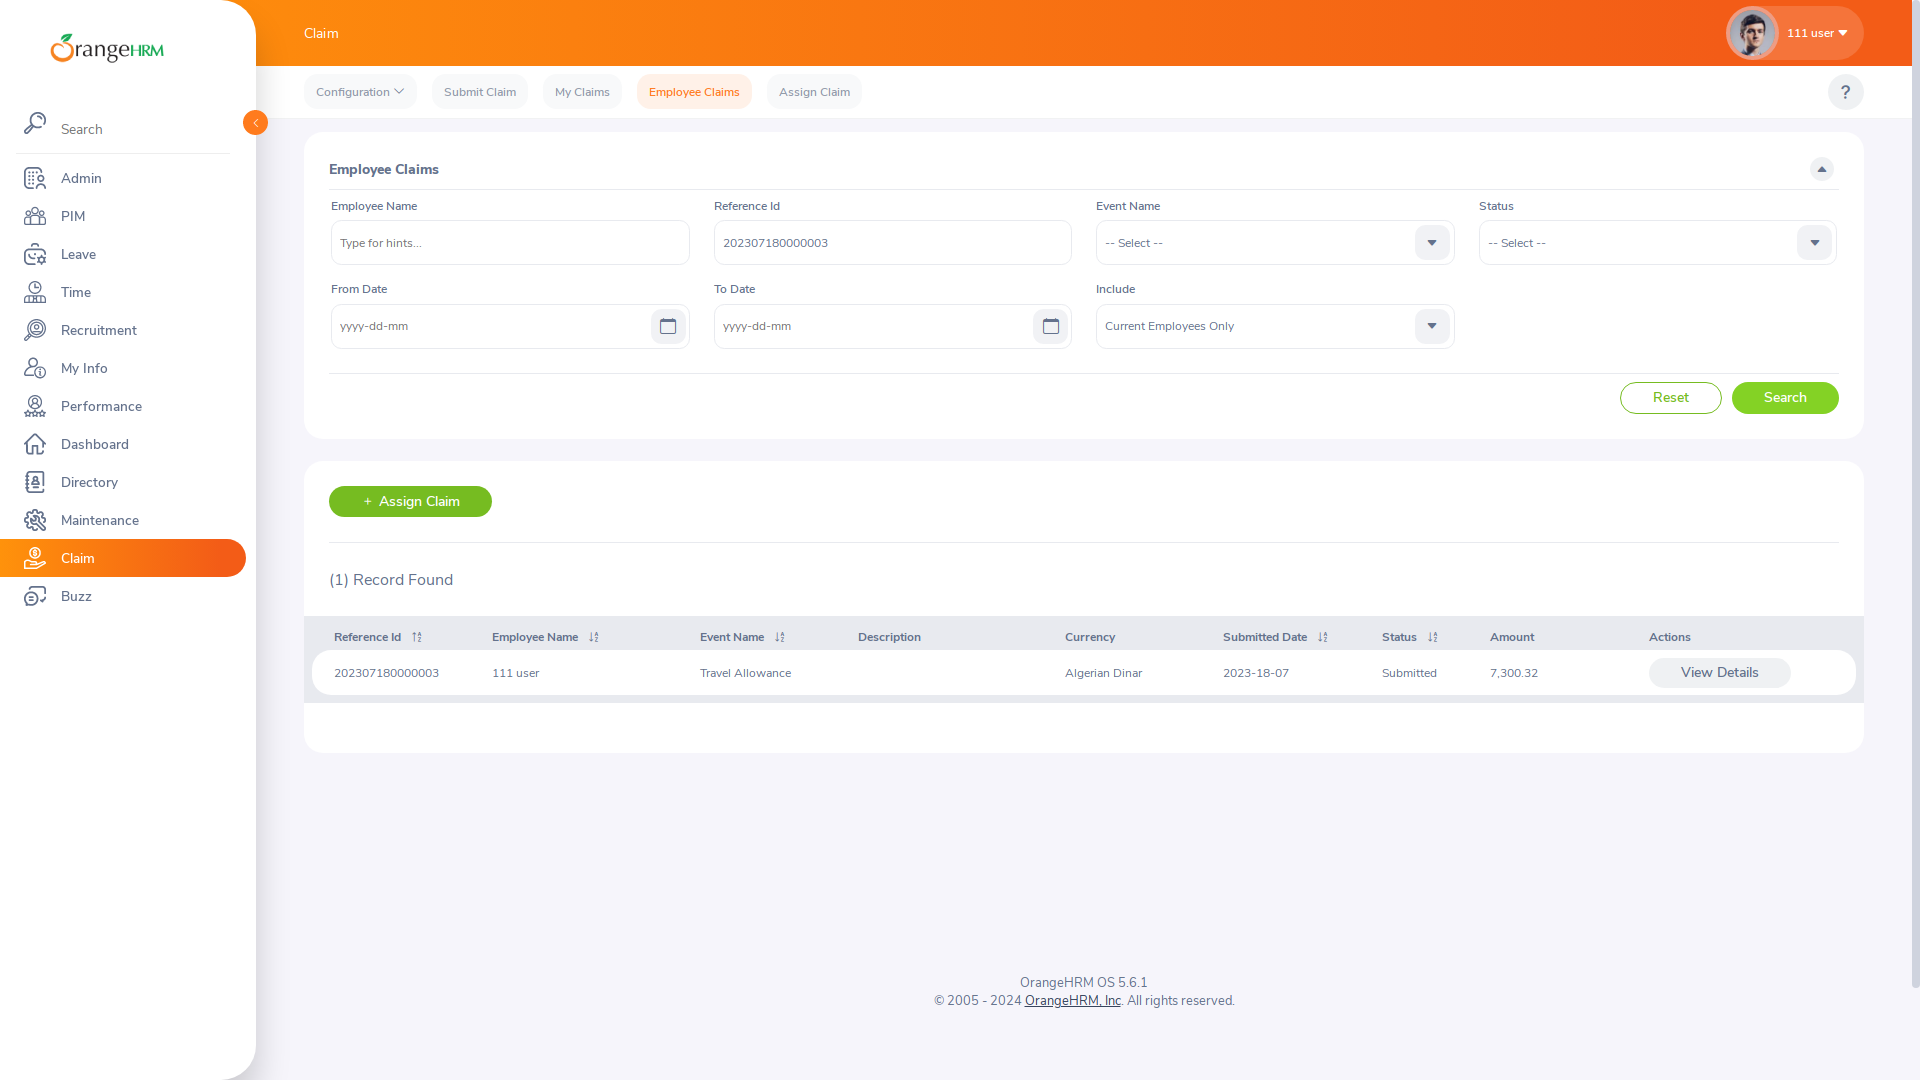 OrangeHRM
Claim
111 user
Configuration
Submit Claim
My Claims
Employee Claims
Assign Claim
?
Search
Admin
PIM
Leave
Time
Recruitment
My Info
Performance
Dashboard
Directory
Maintenance
Claim
Buzz
Employee Claims
Employee Name
Reference Id
Event Name
Status
Type for hints...
202307180000003
-- Select --
-- Select --
From Date
To Date
Include
yyyy-dd-mm
yyyy-dd-mm
Current Employees Only
Reset
Search
+ Assign Claim
(1) Record Found
Reference Id Employee Name Event Name Description Currency Submitted Date Status Amount Actions
202307180000003 111 user Travel Allowance Algerian Dinar 2023-18-07 Submitted 7,300.32 View Details
OrangeHRM OS 5.6.1
© 2005 - 2024 OrangeHRM, Inc. All rights reserved.